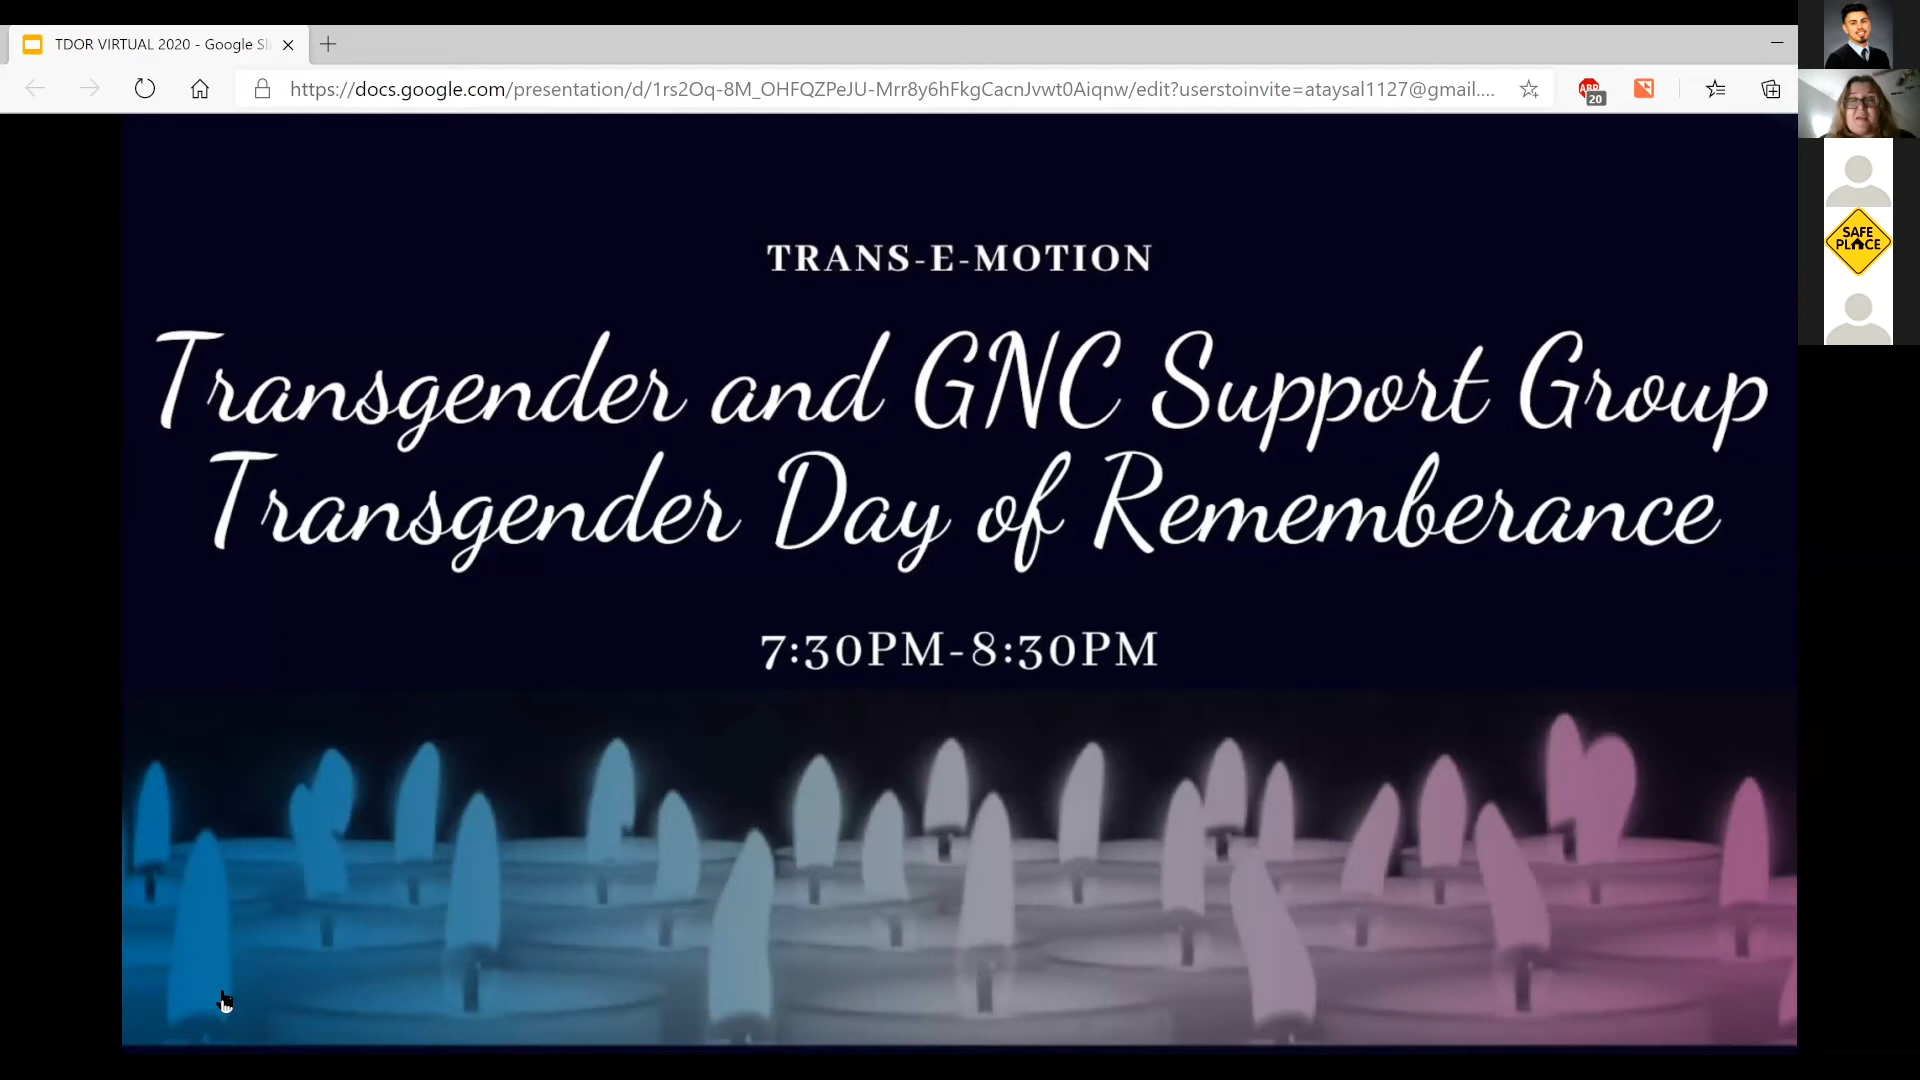 TDOR VIRTUAL 2020 - Google Sl
https://docs.google.com/presentation/d/1rs2Oq-8M_OHFQZPeJU-Mrr8y6hFkgCacnJvwt0Aiqnw/edit?userstoinvite=ataysal1127@gmail....
ABP
20
SAFE
PLACE
TRANS-E-MOTION
Transgender and GNC Support Group
Transgender Day of Rememberance
7:30PM-8:30PM